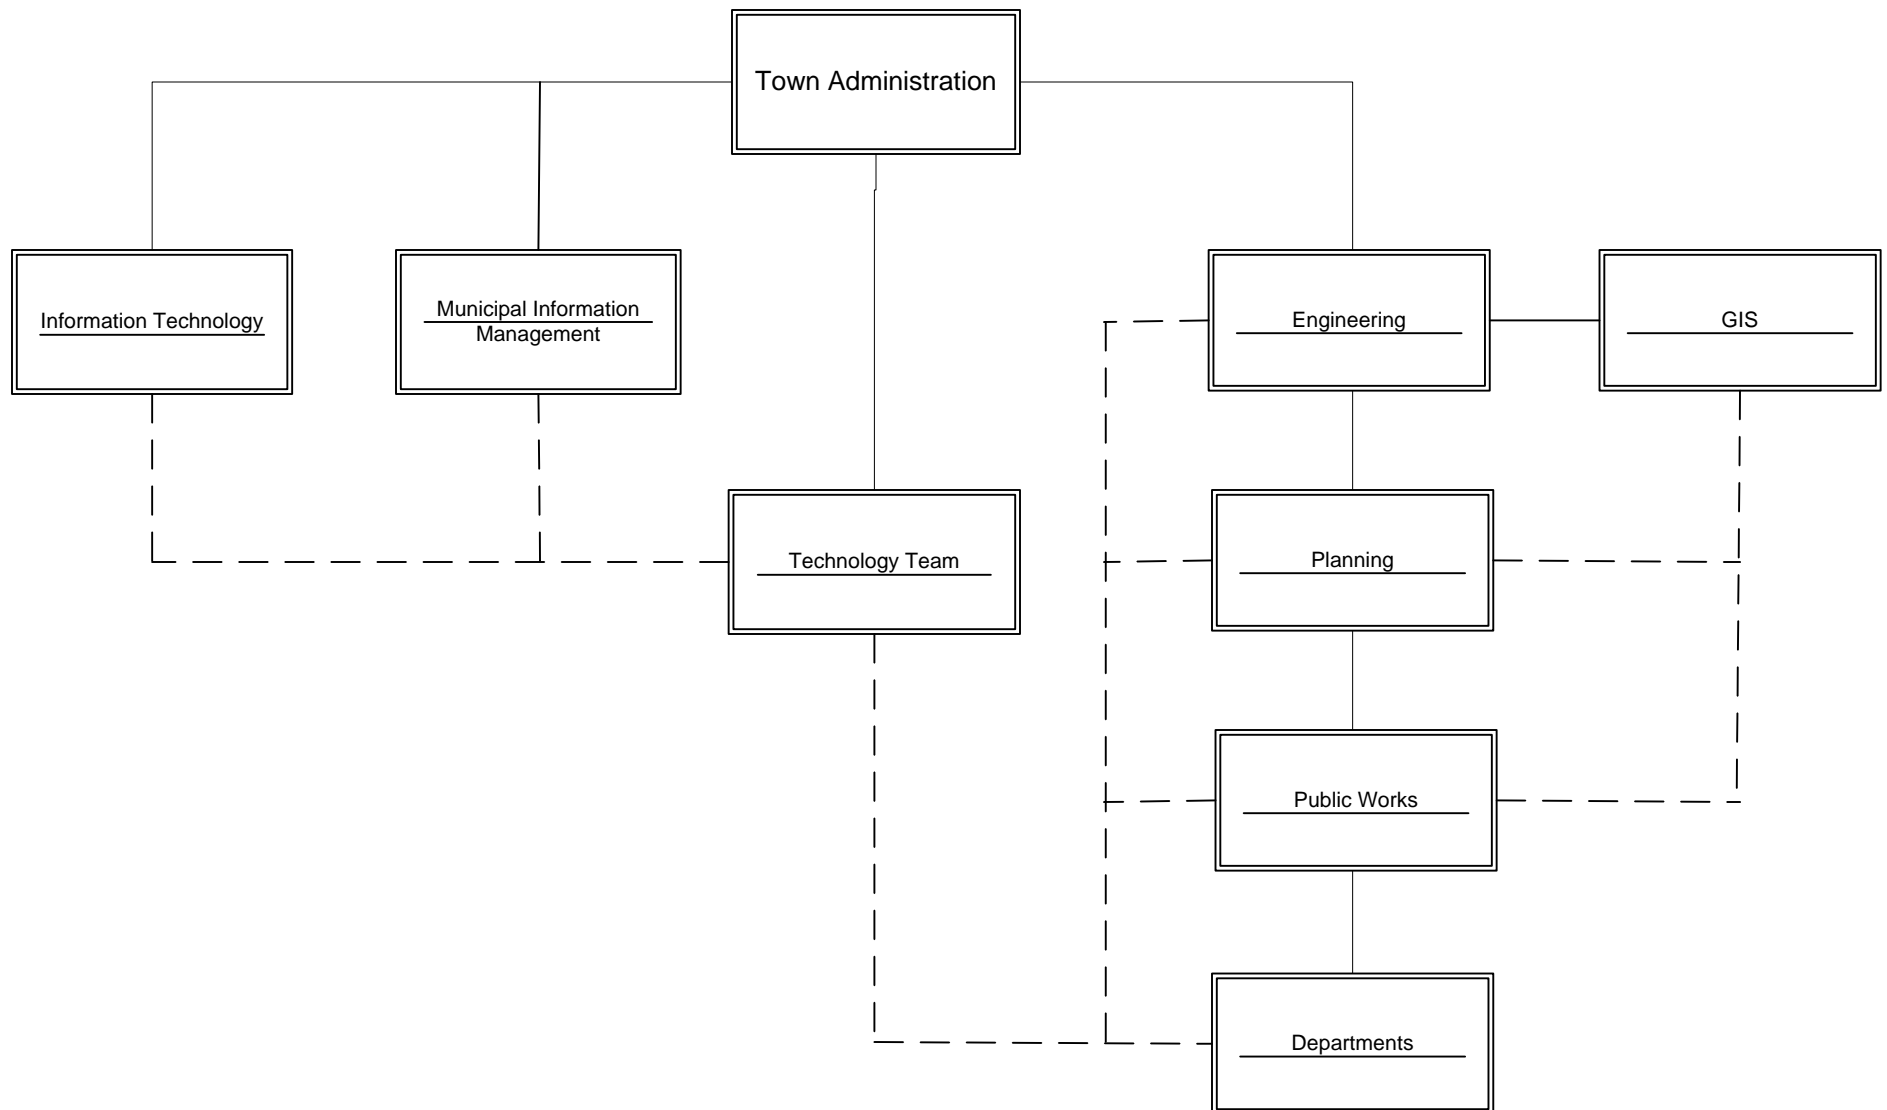 Town Administration
Information Technology
Municipal Information
Management
Engineering
GIS
Technology Team
Planning
Public Works
Departments